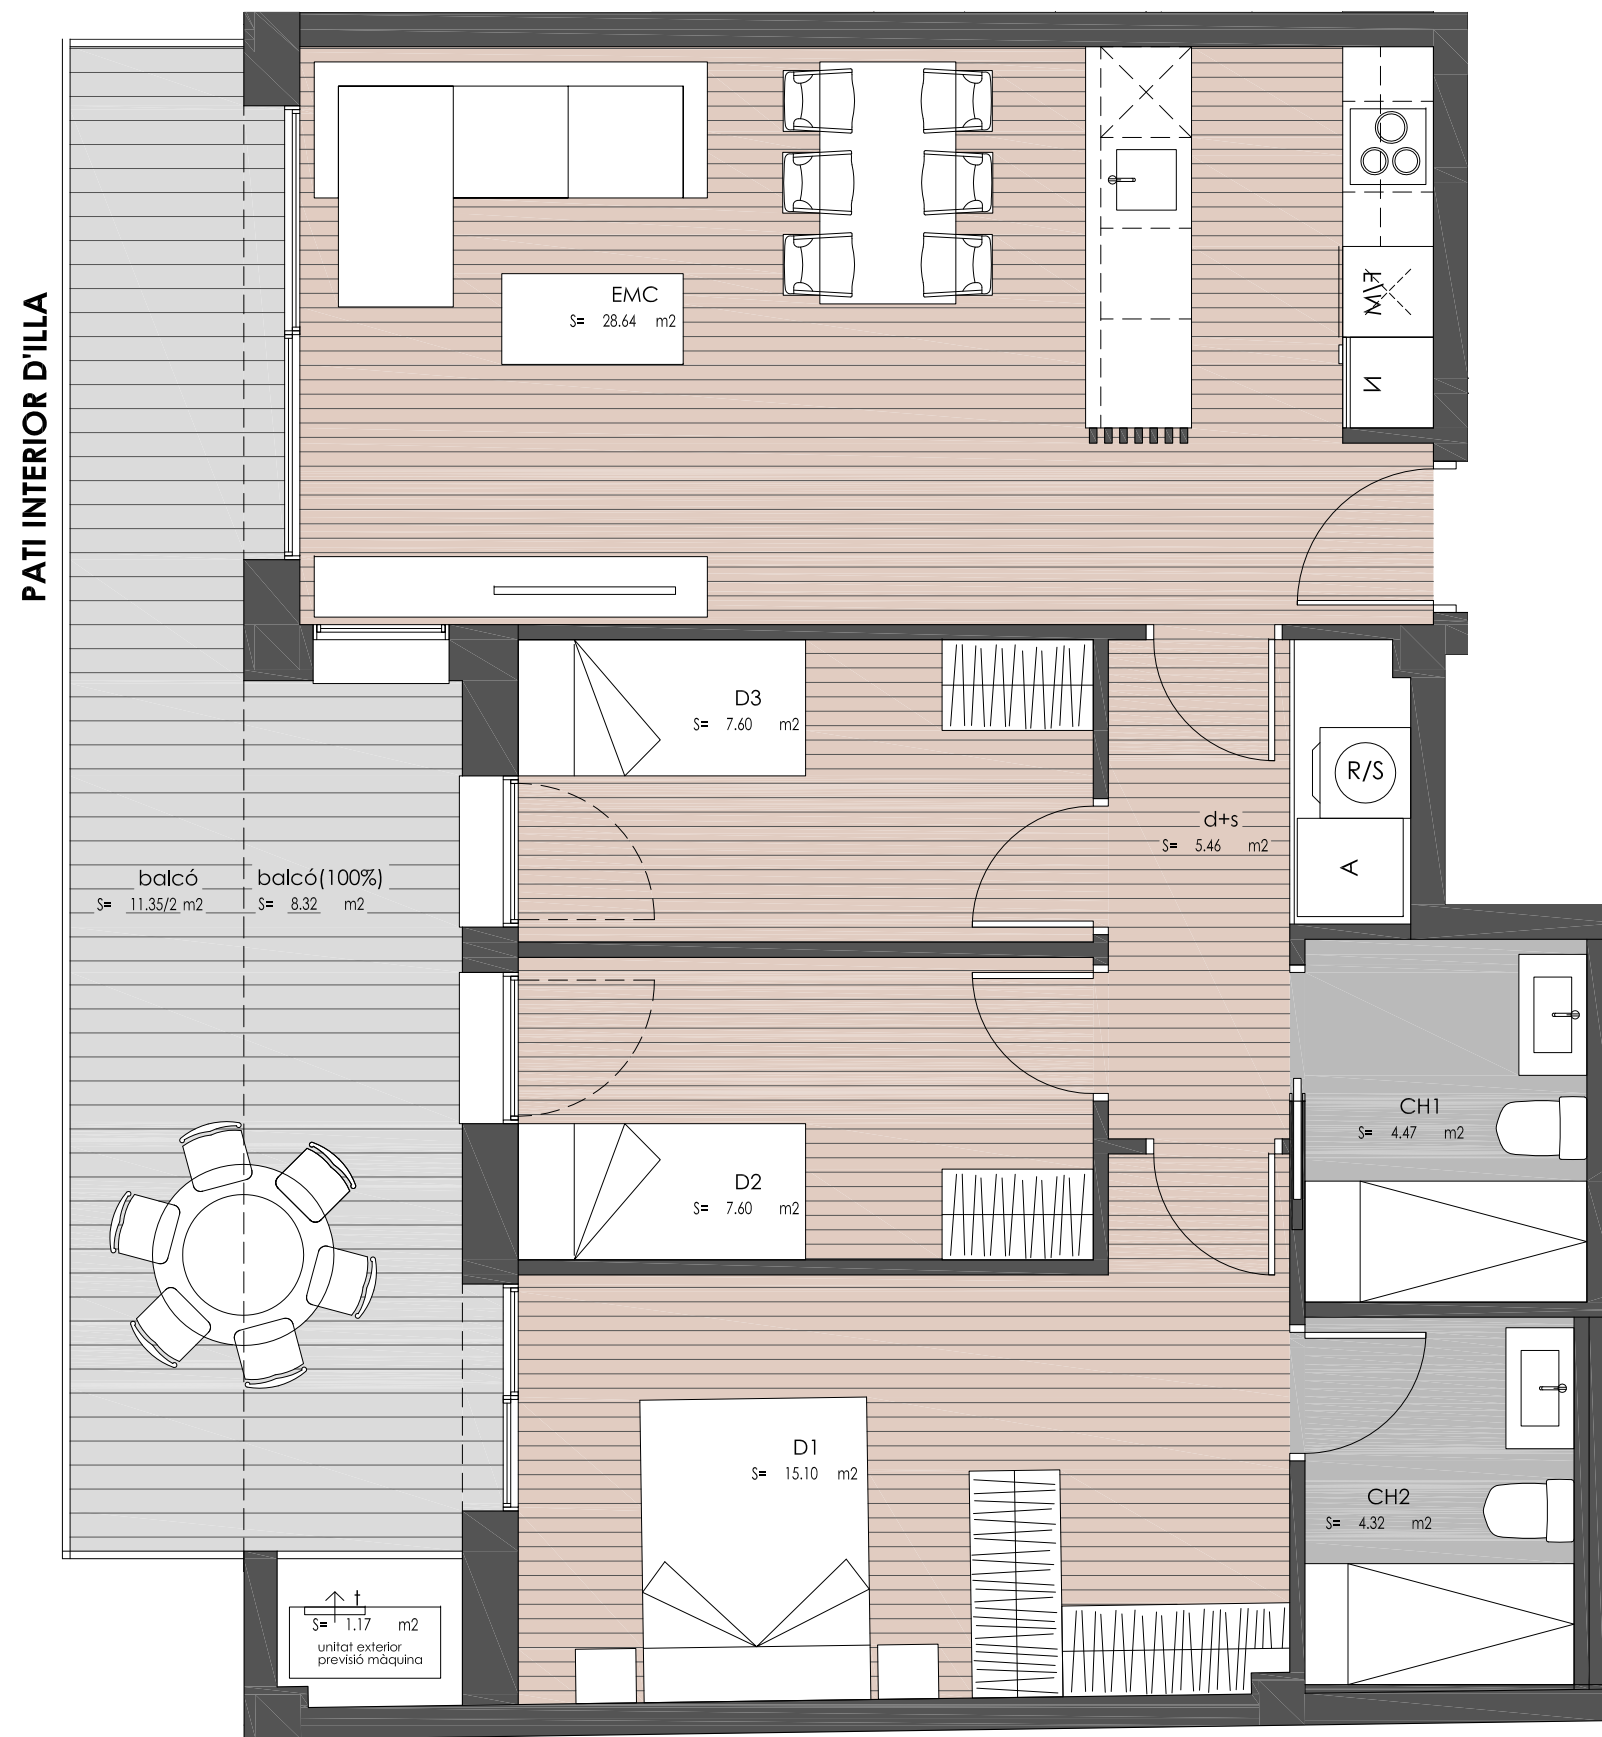 PATI INTERIOR D'ILLA
EMC
S= 28.64 m2
E/W
N
D3
S= 7.60 m2
R/S
d+s
S= 5.46 m2
A
balcó
S= 11.35/2 m2
balcó(100%)
S= 8.32 m2
CH1
S= 4.47 m2
D2
S= 7.60 m2
D1
S= 15.10 m2
CH2
S= 4.32 m2
t
S= 1.17 m2
unitat exterior
previsió màquina